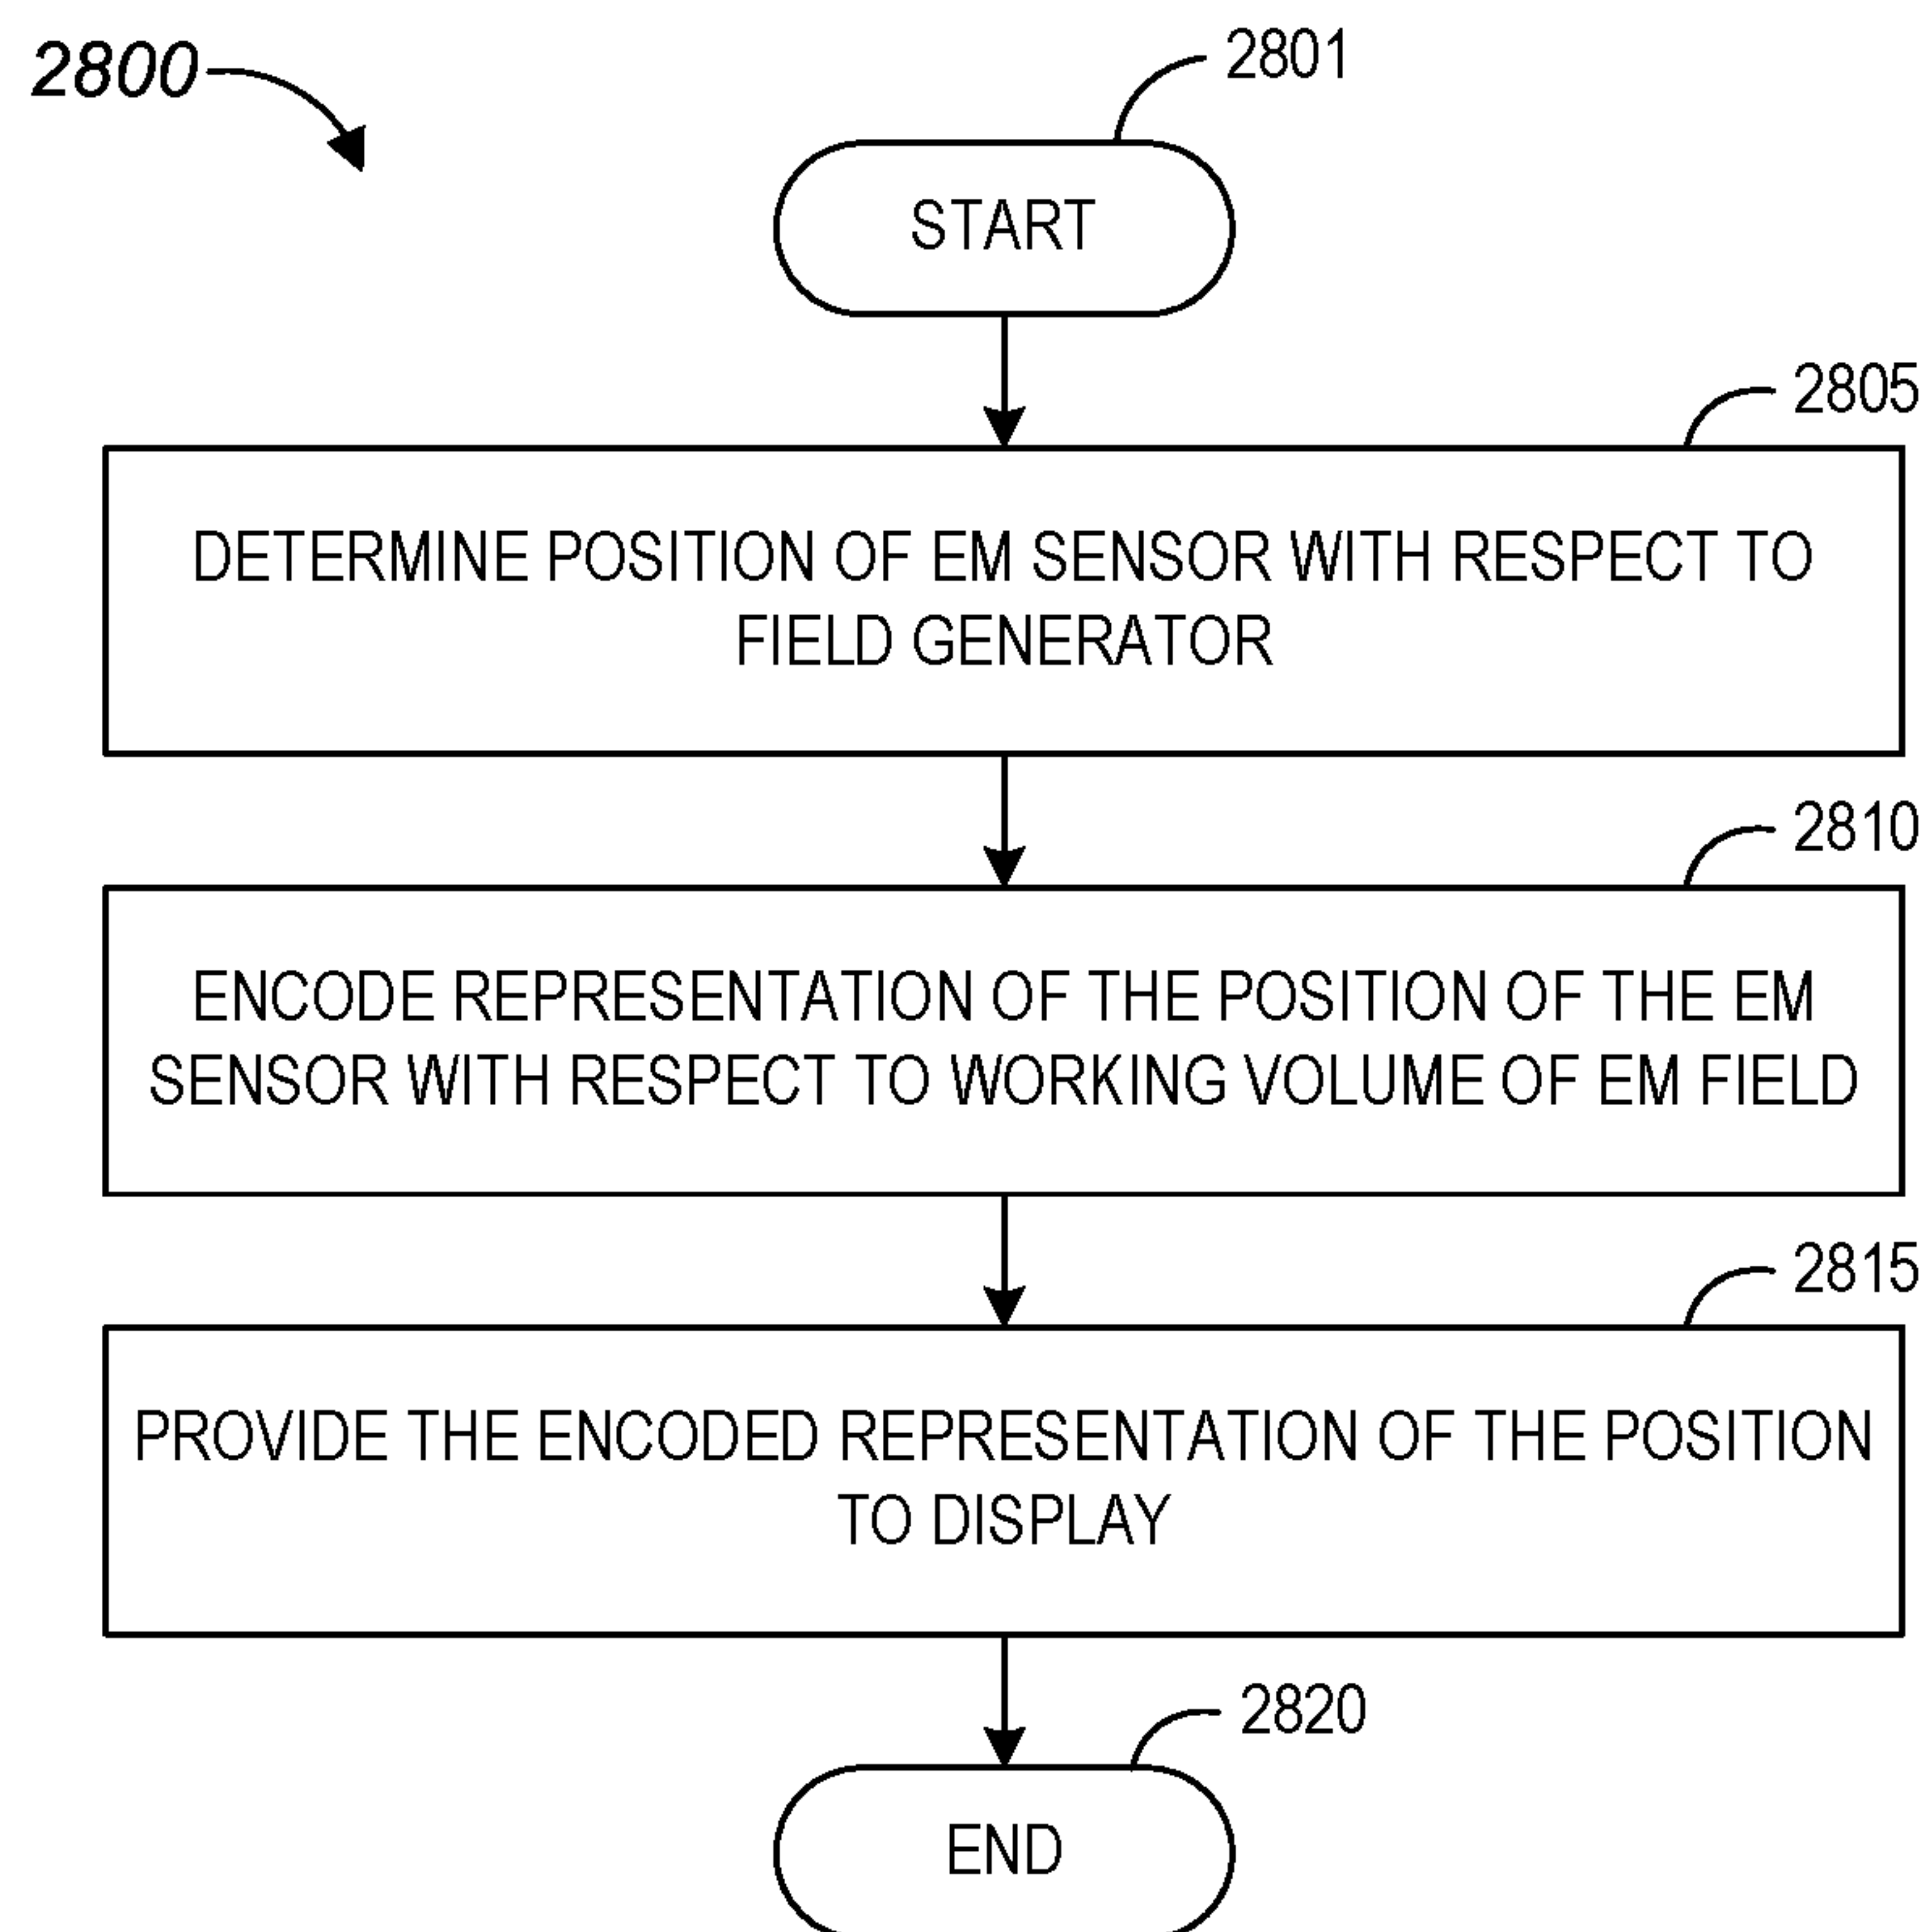 2800
2801
START
2805
DETERMINE POSITION OF EM SENSOR WITH RESPECT TO
FIELD GENERATOR
2810
ENCODE REPRESENTATION OF THE POSITION OF THE EM
SENSOR WITH RESPECT TO WORKING VOLUME OF EM FIELD
2815
PROVIDE THE ENCODED REPRESENTATION OF THE POSITION
TO DISPLAY
2820
END